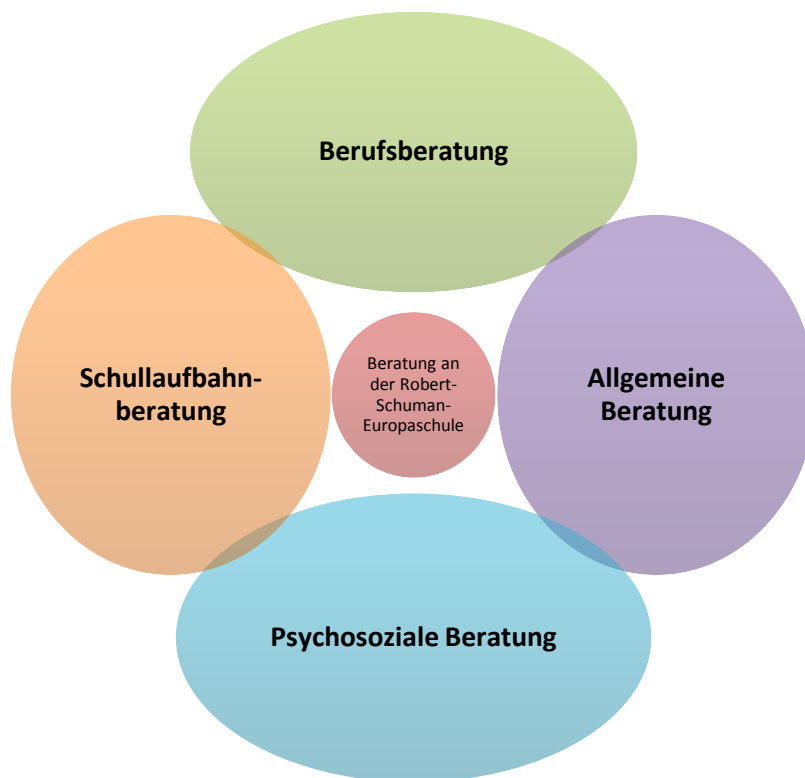 Berufsberatung
Schullaufbahn-
beratung
Beratung an
der Robert-
Schuman-
Europaschule
Allgemeine
Beratung
Psychosoziale Beratung